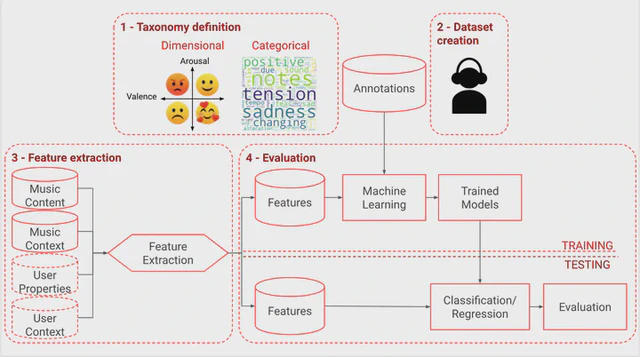 1 - Taxonomy definition
Dimensional
Categorical
Arousal
Valence
positive
due sound
notes
tension
sadness
changing
2 - Dataset
creation
Annotations
3 - Feature extraction
Music
Content
Music
Context
User
Properties
User
Context
Feature
Extraction
4 - Evaluation
Features
Machine
Learning
Trained
Models
TRAINING
TESTING
Features
Classification/
Regression
Evaluation